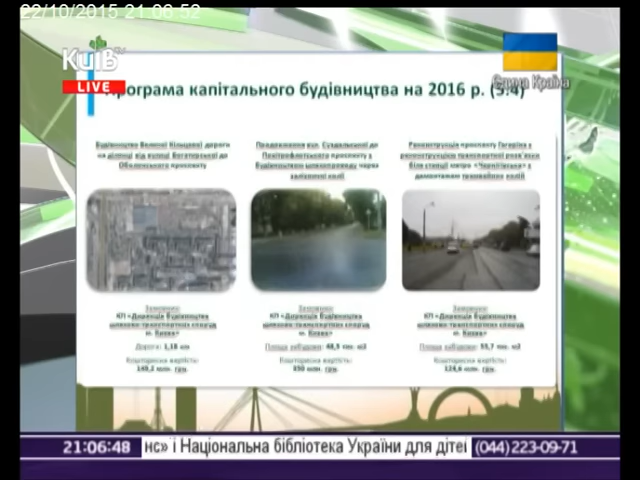 22/10/2015 21:06:52
Київ TV
LIVE
Єдина Країна
Програма капітального будівництва на 2016 р. (3.4)
Будівництво Великої Кільцевої дороги
на ділянці від вулиці Богатирської до
Оболонського проспекту
Продовження вул. Суздальської до
Повітрофлотського проспекту з
будівництвом шляхопроводу через
залізничні колії
Реконструкція проспекту Гагаріна з
реконструкцією транспортної розв'язки
біля станції метро «Чернігівська» з
демонтажем трамвайних колій
Замовник:
КП «Дирекція будівництва
шляхово-транспортних споруд
м. Києва»
Дорога: 1,18 км
Кошторисна вартість:
млн. грн.
Замовник:
КП «Дирекція будівництва
шляхово-транспортних споруд
м. Києва»
Площа забудови: 48,5 тис. м2
Кошторисна вартість:
млн. грн.
Замовник:
КП «Дирекція будівництва
шляхово-транспортних споруд
м. Києва»
Площа забудови: 53,7 тис. м2
Кошторисна вартість:
124,6 млн. грн.
21:06:48 нс» і Національна бібліотека України для дітей (044) 223-09-71